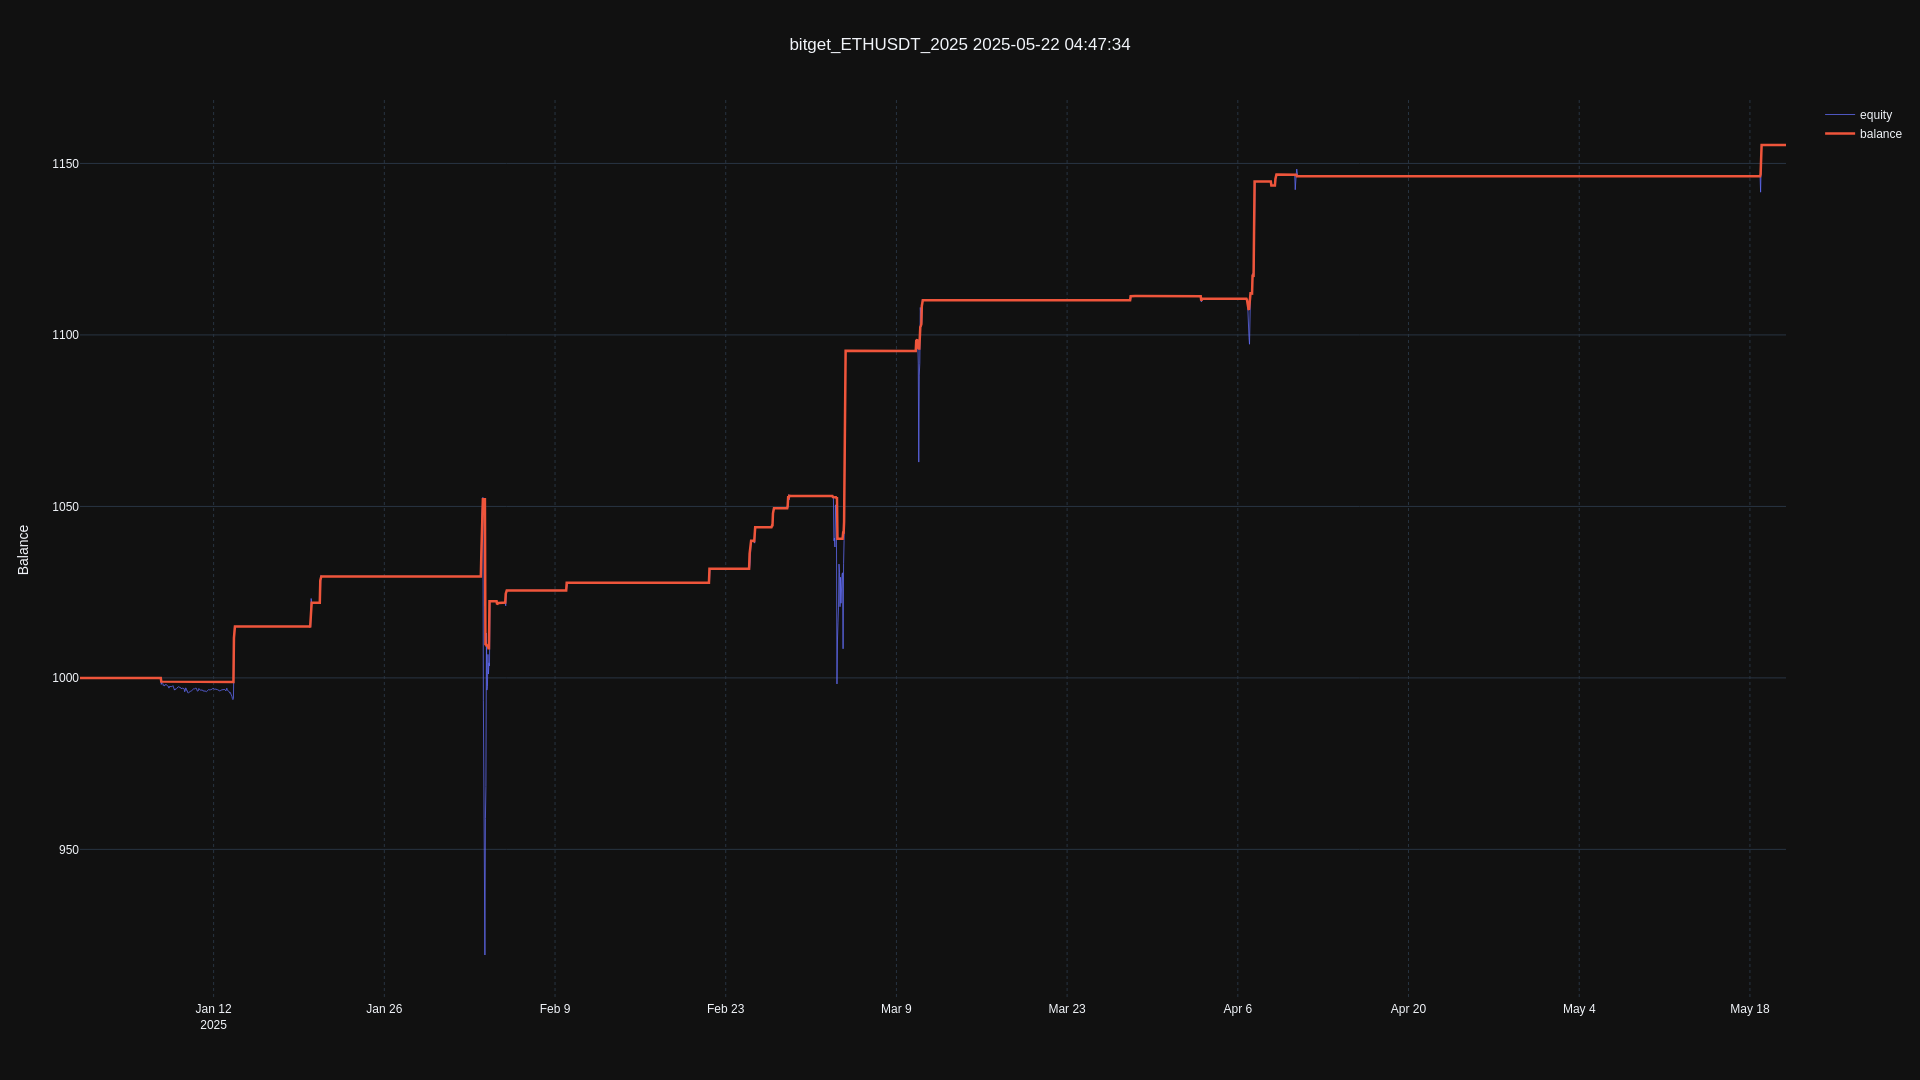 bitget_ETHUSDT_2025 2025-05-22 04:47:34
equity
balance
1150
1100
1050
1000
950
Balance
Jan 12
2025
Jan 26
Feb 9
Feb 23
Mar 9
Mar 23
Apr 6
Apr 20
May 4
May 18